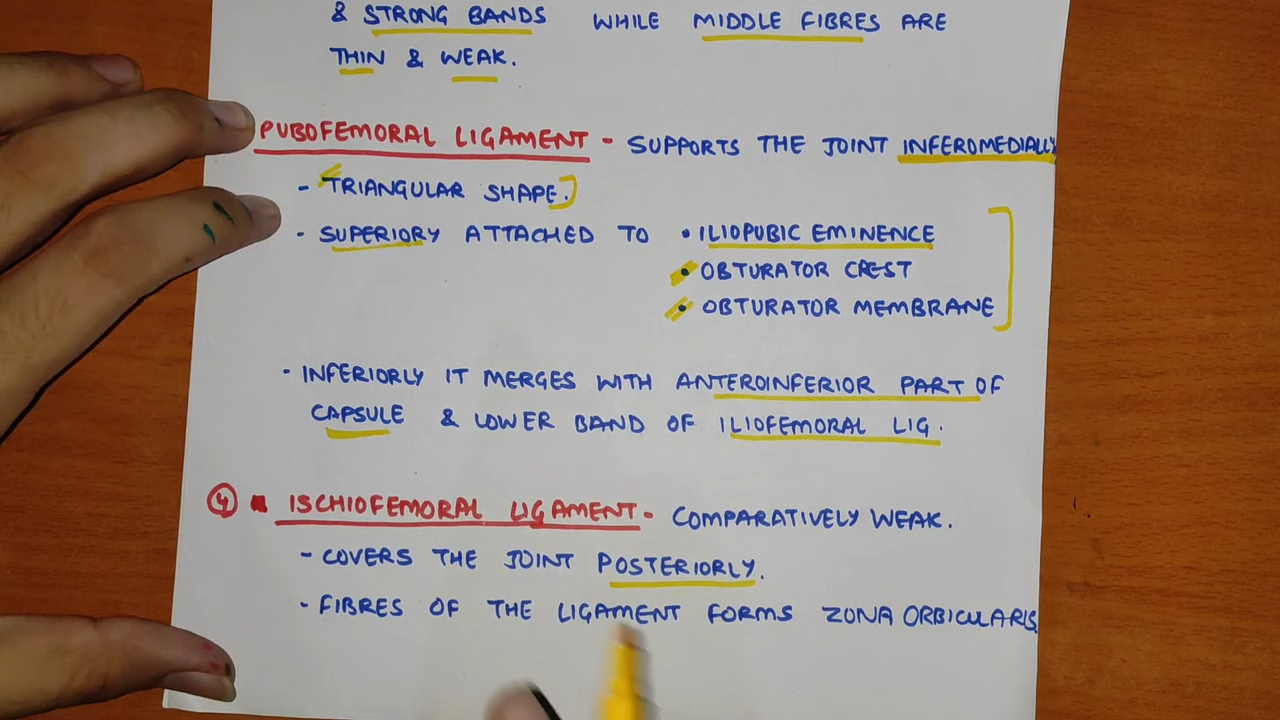 & STRONG BANDS WHILE MIDDLE FIBRES ARE
THIN & WEAK.
PUBOFEMORAL LIGAMENT - SUPPORTS THE JOINT INFEROMEDIALLY
- TRIANGULAR SHAPE.
- SUPERIORY ATTACHED TO • ILIOPUBIC EMINENCE
• OBTURATOR CREST
• OBTURATOR MEMBRANE
• INFERIORLY IT MERGES WITH ANTEROINFERIOR PART OF
CAPSULE & LOWER BAND OF ILIOFEMORAL LIG.
④ ISCHIOFEMORAL LIGAMENT - COMPARATIVELY WEAK.
- COVERS THE JOINT POSTERIORLY.
- FIBRES OF THE LIGAMENT FORMS ZONA ORBICULARIS